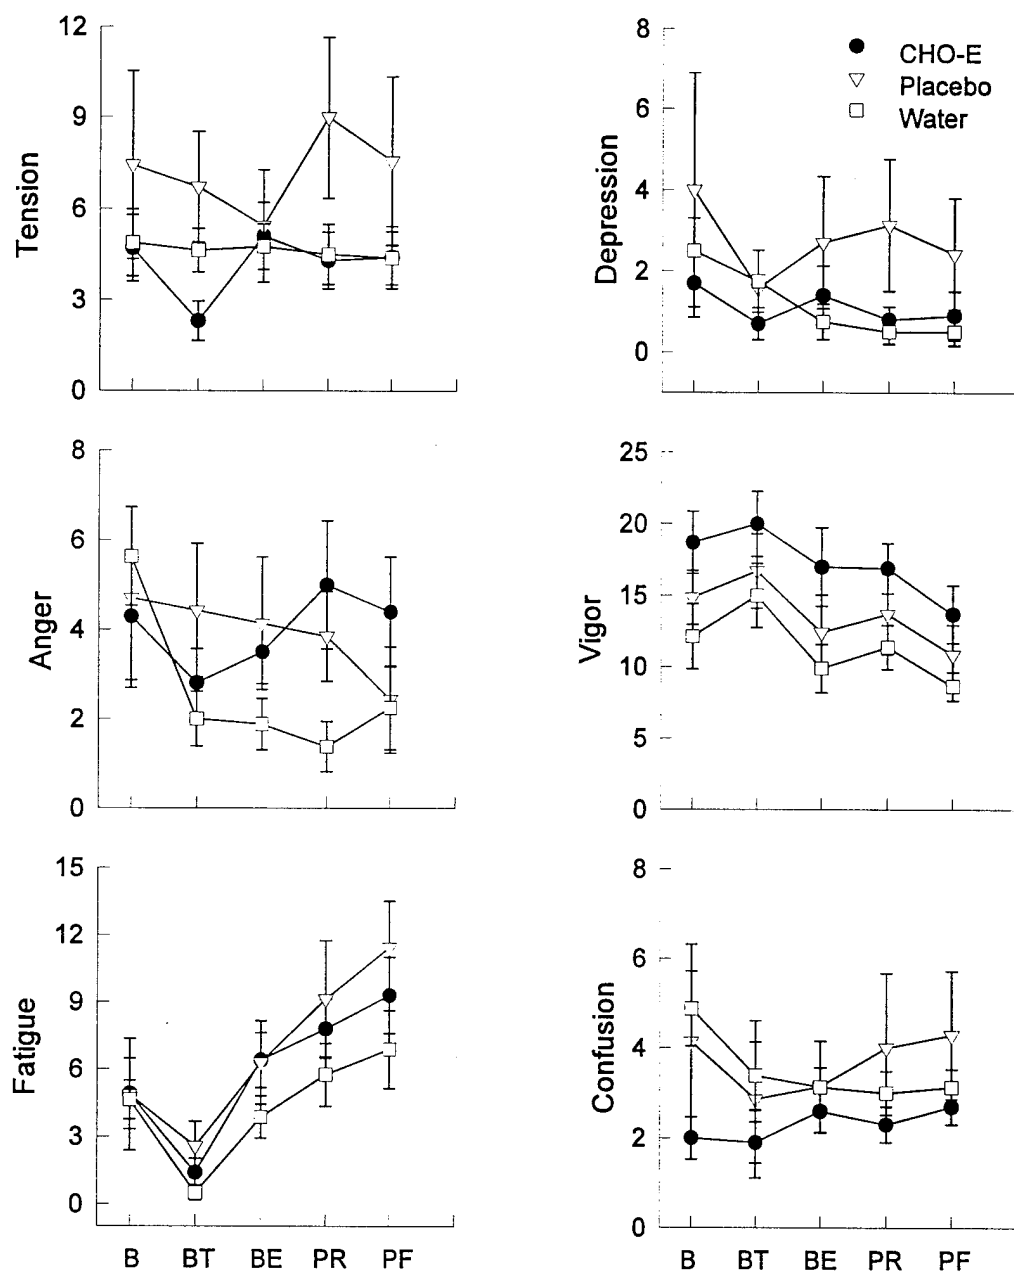 Tension
12
9
6
3
0
Depression
8
6
4
2
0
CHO-E
Placebo
Water
Anger
8
6
4
2
0
Vigor
25
20
15
10
5
0
Fatigue
15
12
9
6
3
0
B BT BE PR PF
Confusion
8
6
4
2
0
B BT BE PR PF